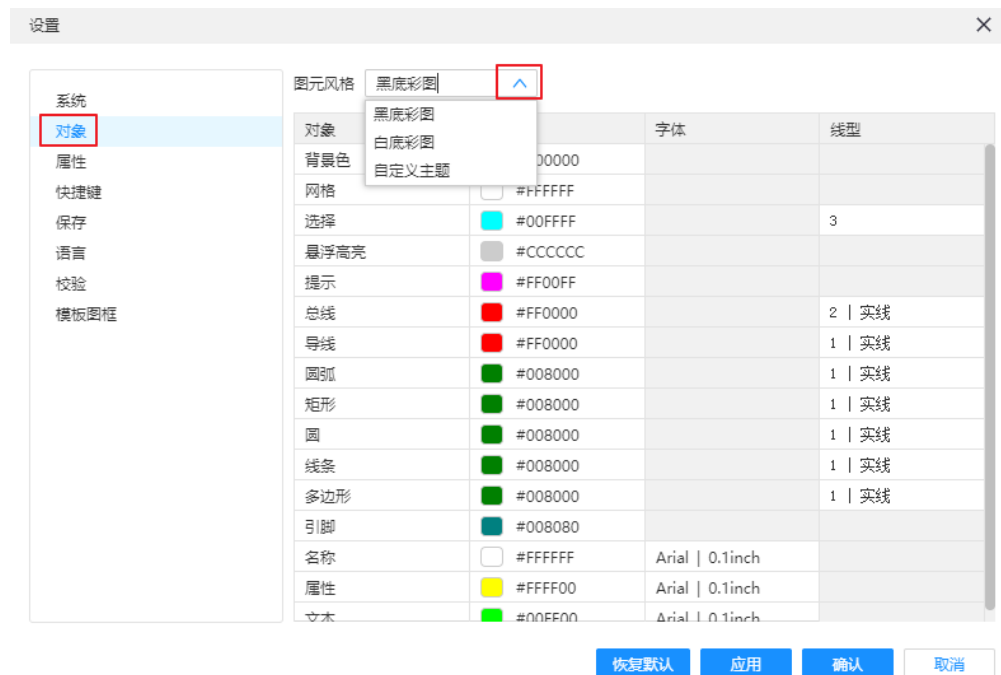 设置
系统
对象
属性
快捷键
保存
语言
校验
模板图框
图元风格 黑底彩图
黑底彩图
白底彩图
自定义主题
对象 字体 线型
背景色 00000
网格 #FFFFFF
选择 #00FFFF 3
悬浮高亮 #CCCCCC
提示 #FF00FF
总线 #FF0000 2 | 实线
导线 #FF0000 1 | 实线
圆弧 #008000 1 | 实线
矩形 #008000 1 | 实线
圆 #008000 1 | 实线
线条 #008000 1 | 实线
多边形 #008000 1 | 实线
引脚 #008080
名称 #FFFFFF Arial | 0.1inch
属性 #FFFF00 Arial | 0.1inch
文本 #00FF00 Arial | 0.1inch
恢复默认 应用 确认 取消